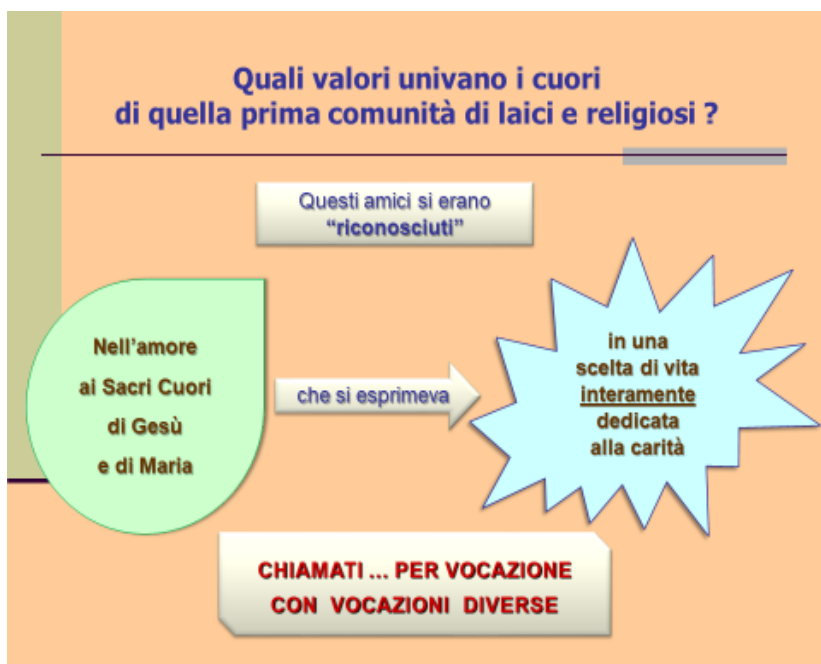 Quali valori univano i cuori
di quella prima comunità di laici e religiosi ?
Questi amici si erano
“riconosciuti”
Nell’amore
ai Sacri Cuori
di Gesù
e di Maria
che si esprimeva
in una
scelta di vita
interamente
dedicata
alla carità
CHIAMATI ... PER VOCAZIONE
CON VOCAZIONI DIVERSE